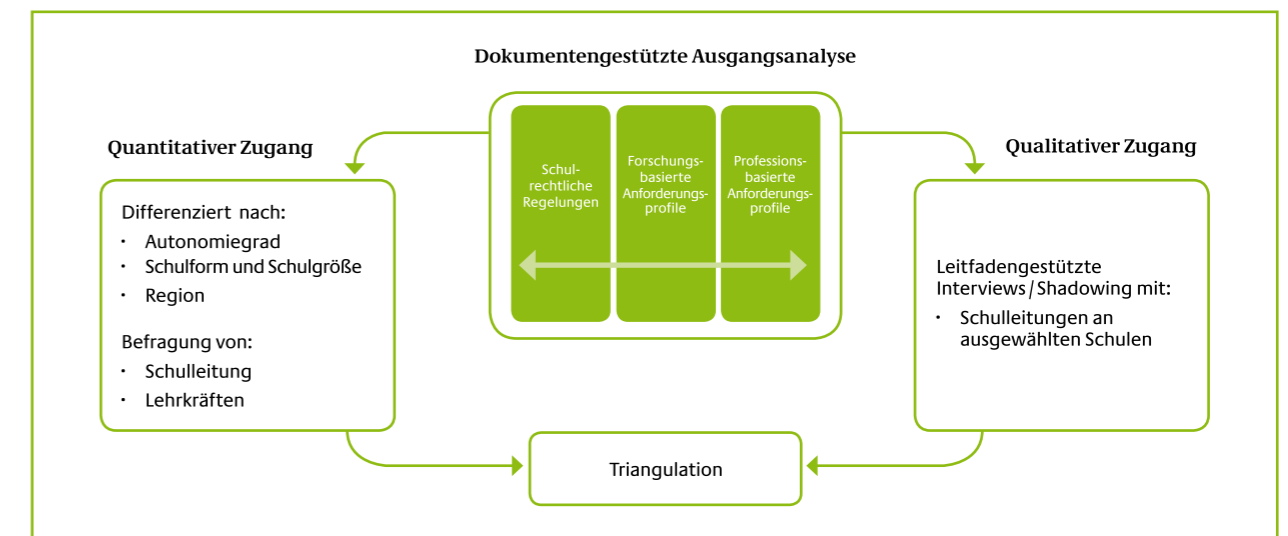 Dokumentengestützte Ausgangsanalyse
Quantitativer Zugang
Differenziert nach:
· Autonomiegrad
· Schulform und Schulgröße
· Region
Befragung von:
· Schulleitung
· Lehrkräften
Schul-
rechtliche
Regelungen
Forschungs-
basierte
Anforderungs-
profile
Professions-
basierte
Anforderungs-
profile
Qualitativer Zugang
Leitfadengestützte
Interviews / Shadowing mit:
· Schulleitungen an
ausgewählten Schulen
Triangulation